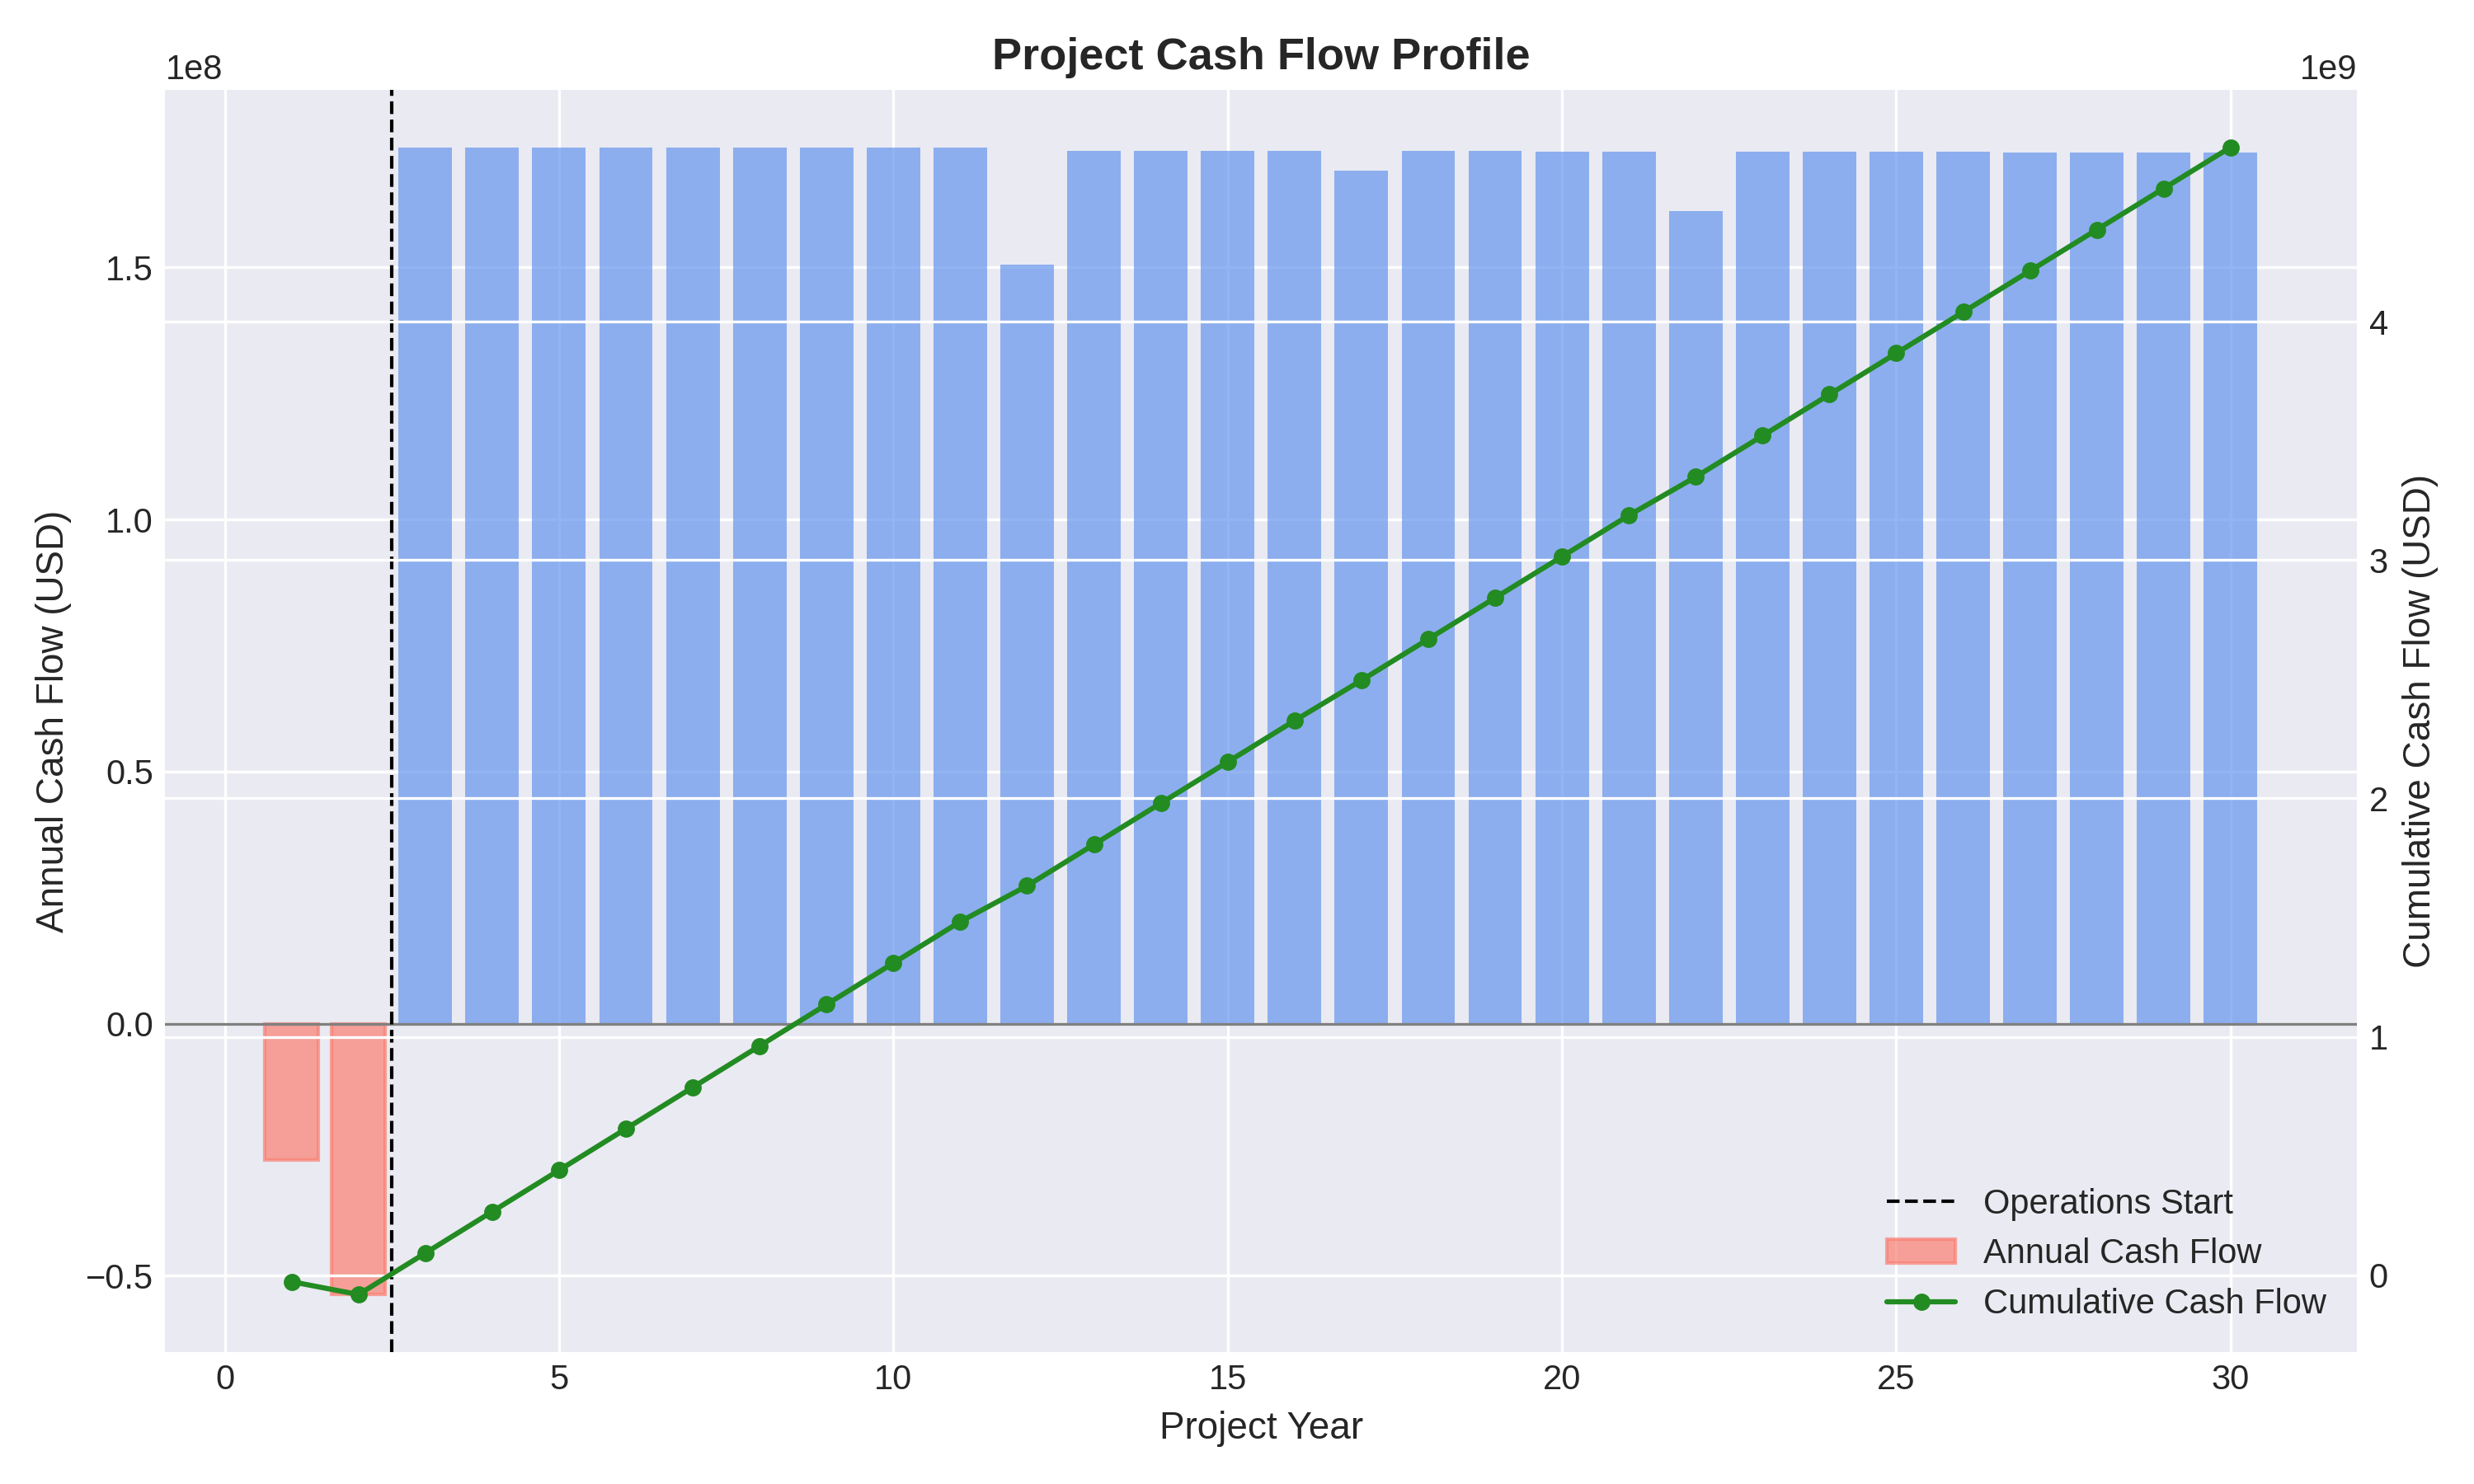 Project Cash Flow Profile
1e8
1e9
1.5
1.0
0.5
0.0
−0.5
Annual Cash Flow (USD)
4
3
2
1
0
Cumulative Cash Flow (USD)
Operations Start
Annual Cash Flow
Cumulative Cash Flow
0 5 10 15 20 25 30
Project Year